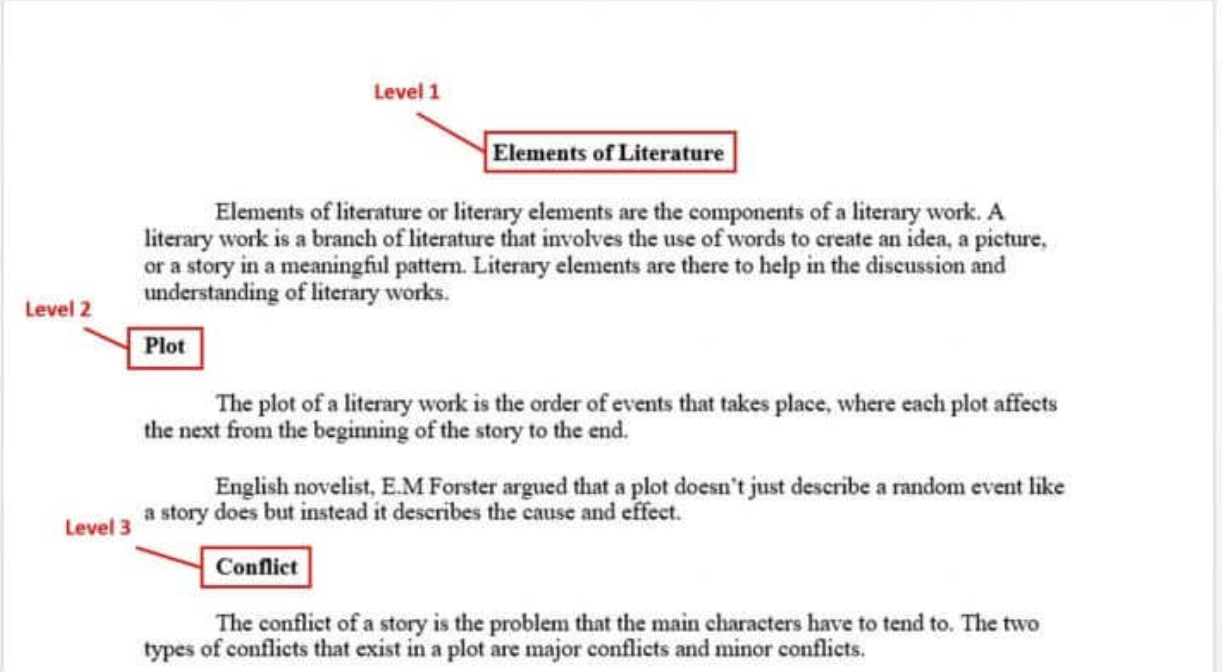 Level 1
Elements of Literature
Elements of literature or literary elements are the components of a literary work. A
literary work is a branch of literature that involves the use of words to create an idea, a picture,
or a story in a meaningful pattern. Literary elements are there to help in the discussion and
understanding of literary works.
Level 2
Plot
The plot of a literary work is the order of events that takes place, where each plot affects
the next from the beginning of the story to the end.
English novelist, E.M Forster argued that a plot doesn't just describe a random event like
a story does but instead it describes the cause and effect.
Level 3
Conflict
The conflict of a story is the problem that the main characters have to tend to. The two
types of conflicts that exist in a plot are major conflicts and minor conflicts.